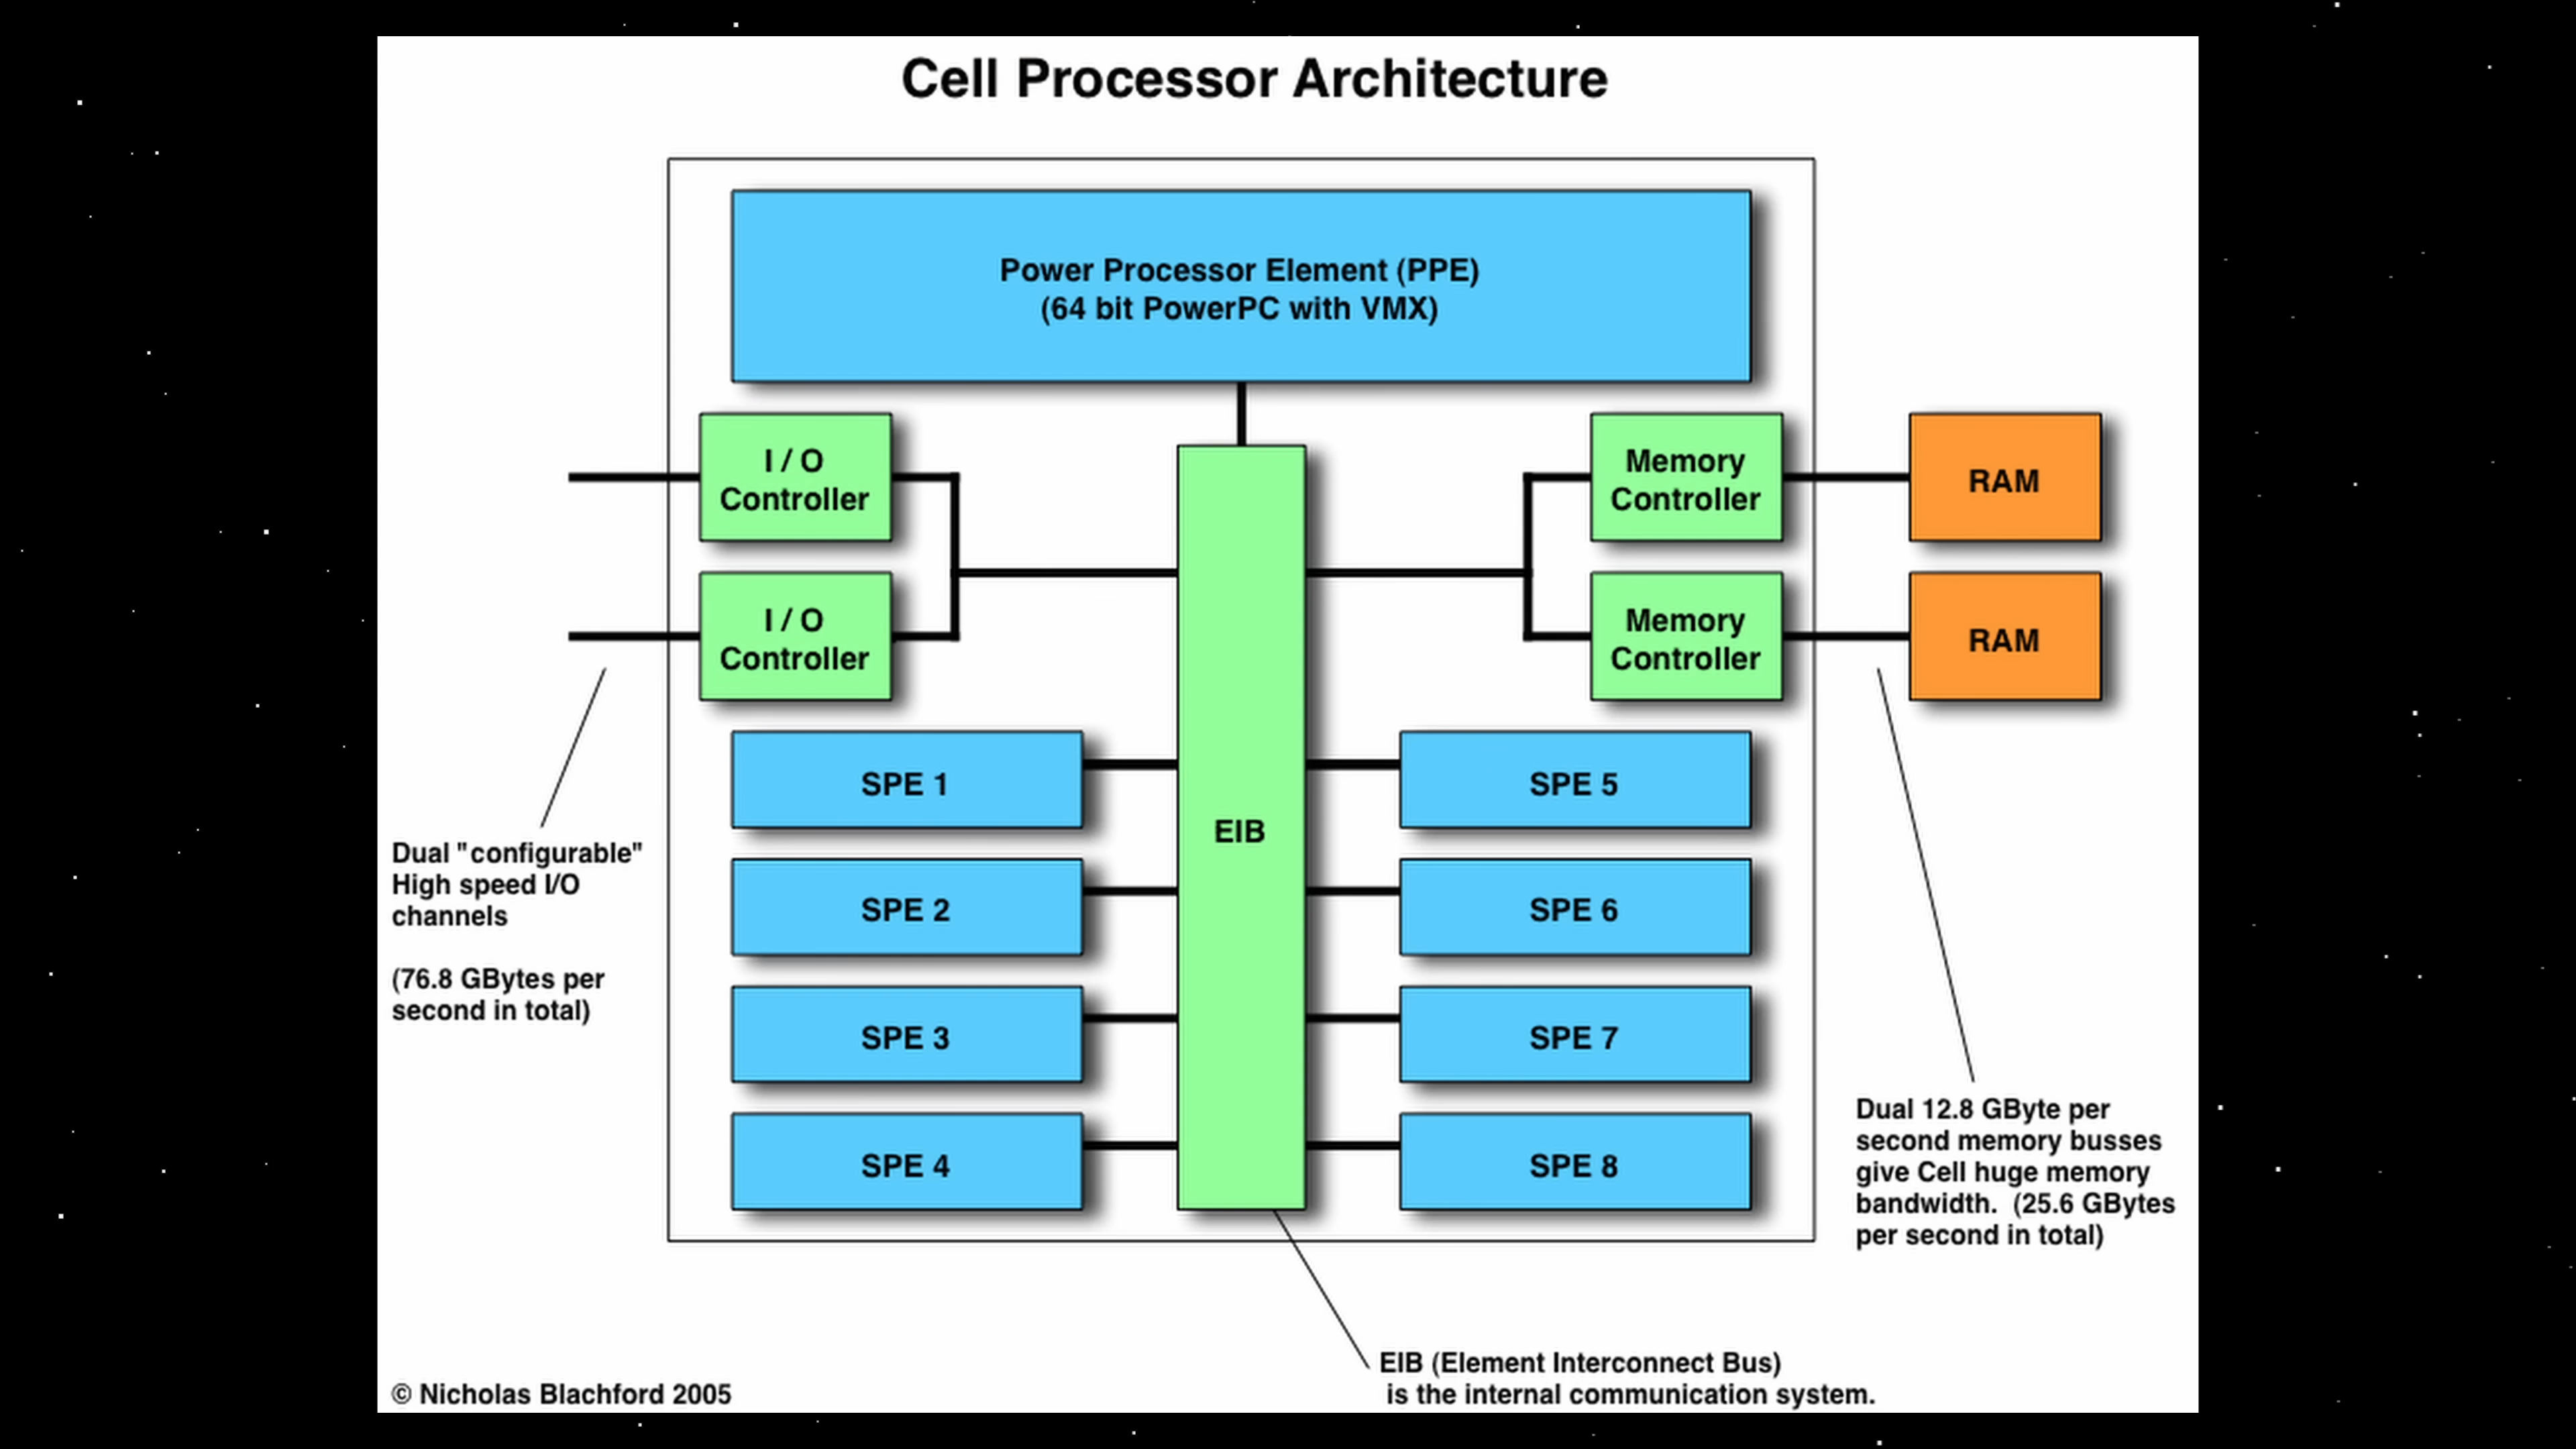 Cell Processor Architecture
Power Processor Element (PPE)
(64 bit PowerPC with VMX)
I / O
Controller
Memory
Controller
RAM
I / O
Controller
Memory
Controller
RAM
SPE 1
SPE 5
EIB
SPE 2
SPE 6
SPE 3
SPE 7
SPE 4
SPE 8
Dual "configurable"
High speed I/O
channels
(76.8 GBytes per
second in total)
Dual 12.8 GByte per
second memory busses
give Cell huge memory
bandwidth.  (25.6 GBytes
per second in total)
EIB (Element Interconnect Bus)
is the internal communication system.
© Nicholas Blachford 2005